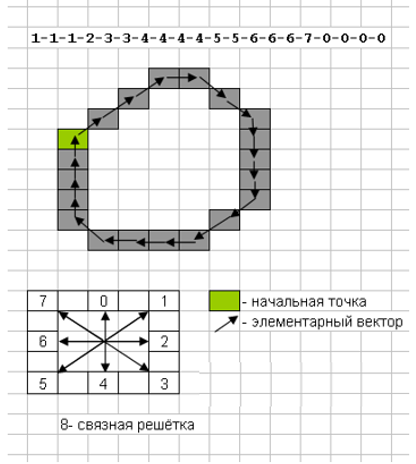 1-1-1-2-3-3-4-4-4-4-5-5-6-6-6-7-0-0-0-0
7 0 1
- начальная точка
- элементарный вектор
6 2
5 4 3
8- связная решётка